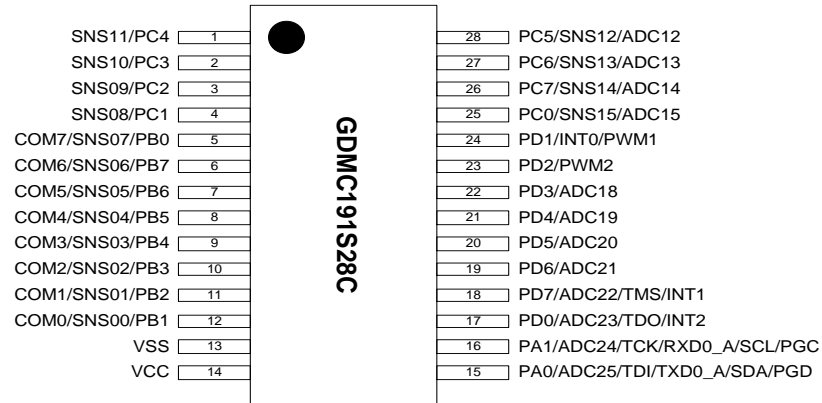 SNS11/PC4 1 28 PC5/SNS12/ADC12
SNS10/PC3 2 27 PC6/SNS13/ADC13
SNS09/PC2 3 26 PC7/SNS14/ADC14
SNS08/PC1 4 25 PC0/SNS15/ADC15
COM7/SNS07/PB0 5 24 PD1/INT0/PWM1
COM6/SNS06/PB7 6 23 PD2/PWM2
COM5/SNS05/PB6 7 22 PD3/ADC18
COM4/SNS04/PB5 8 21 PD4/ADC19
COM3/SNS03/PB4 9 20 PD5/ADC20
COM2/SNS02/PB3 10 19 PD6/ADC21
COM1/SNS01/PB2 11 18 PD7/ADC22/TMS/INT1
COM0/SNS00/PB1 12 17 PD0/ADC23/TDO/INT2
VSS 13 16 PA1/ADC24/TCK/RXD0_A/SCL/PGC
VCC 14 15 PA0/ADC25/TDI/TXD0_A/SDA/PGD
GDMC191S28C